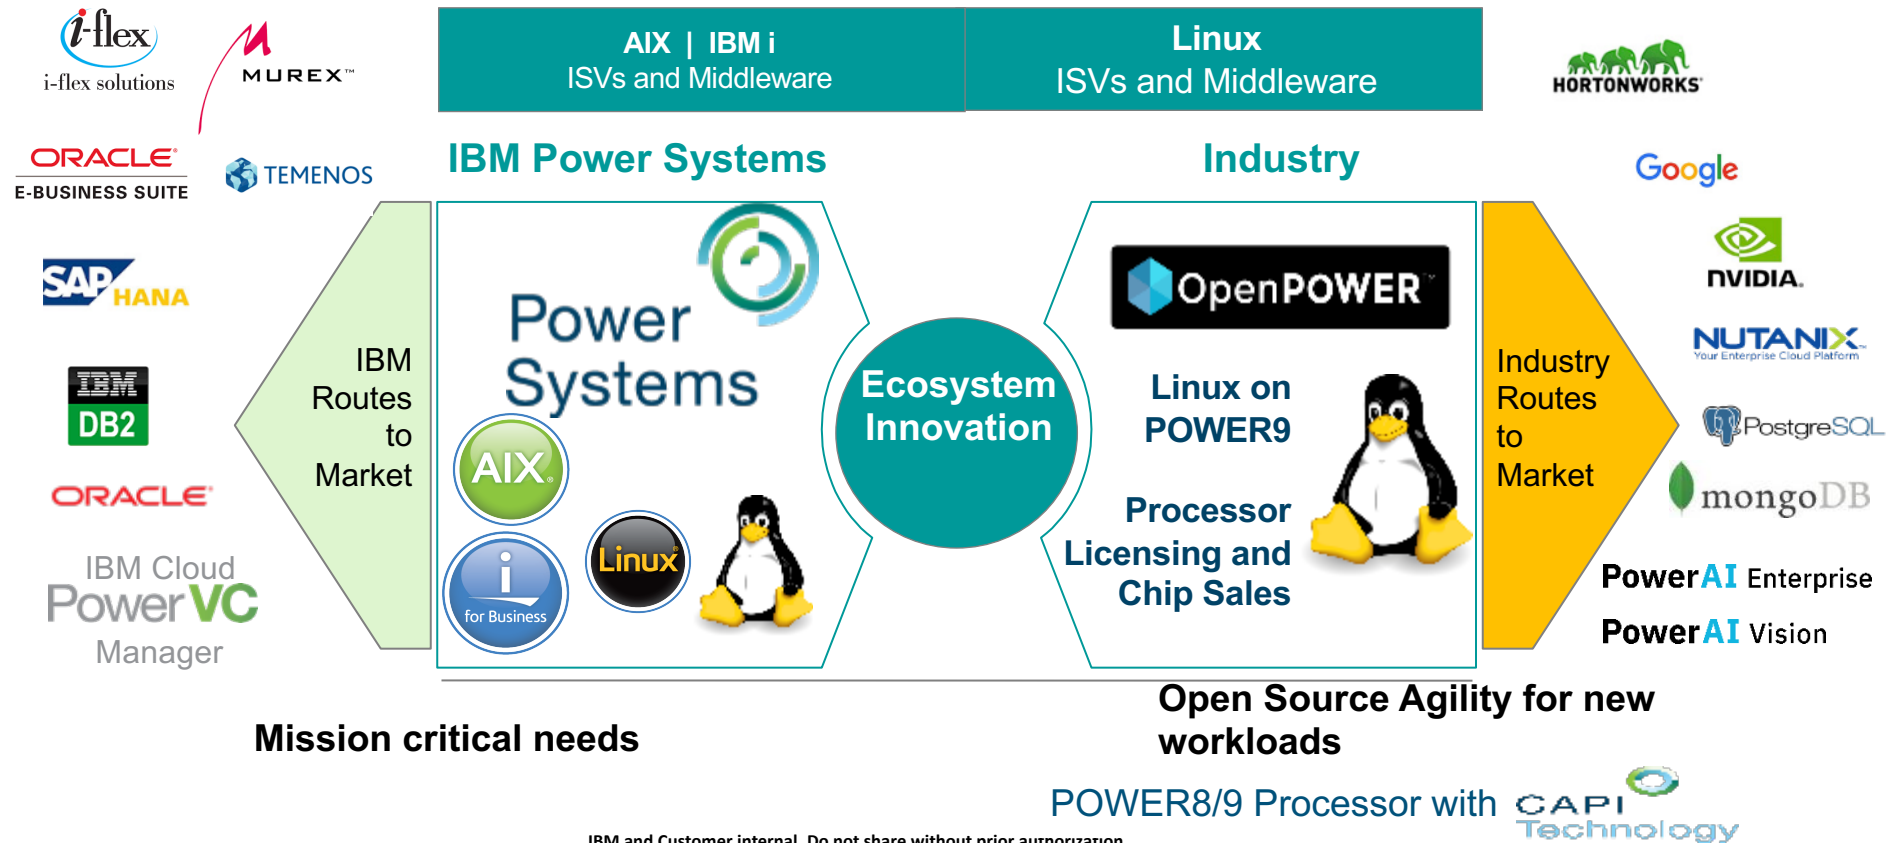 i-flex
i-flex solutions
MUREX™
ORACLE®
E-BUSINESS SUITE
TEMENOS
SAP HANA
IBM
DB2
ORACLE®
IBM Cloud
PowerVC
Manager
AIX | IBM i
ISVs and Middleware
Linux
ISVs and Middleware
IBM Power Systems
Industry
IBM
Routes
to
Market
Power
Systems
AIX
i
for Business
Linux
Ecosystem
Innovation
OpenPOWER™
Linux on
POWER9
Processor
Licensing and
Chip Sales
Industry
Routes
to
Market
HORTONWORKS
Google
NVIDIA.
NUTANIX
Your Enterprise Cloud Platform
PostgreSQL
mongoDB
PowerAI Enterprise
PowerAI Vision
Mission critical needs
Open Source Agility for new
workloads
POWER8/9 Processor with CAPI
Technology
IBM and Customer internal. Do not share without prior authorization